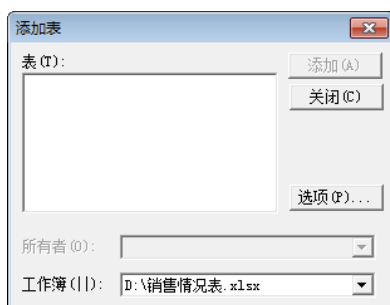 添加表
表(T):
添加(A)
关闭(C)
选项(P)...
所有者(O):
工作簿(||):
D:\销售情况表.xlsx